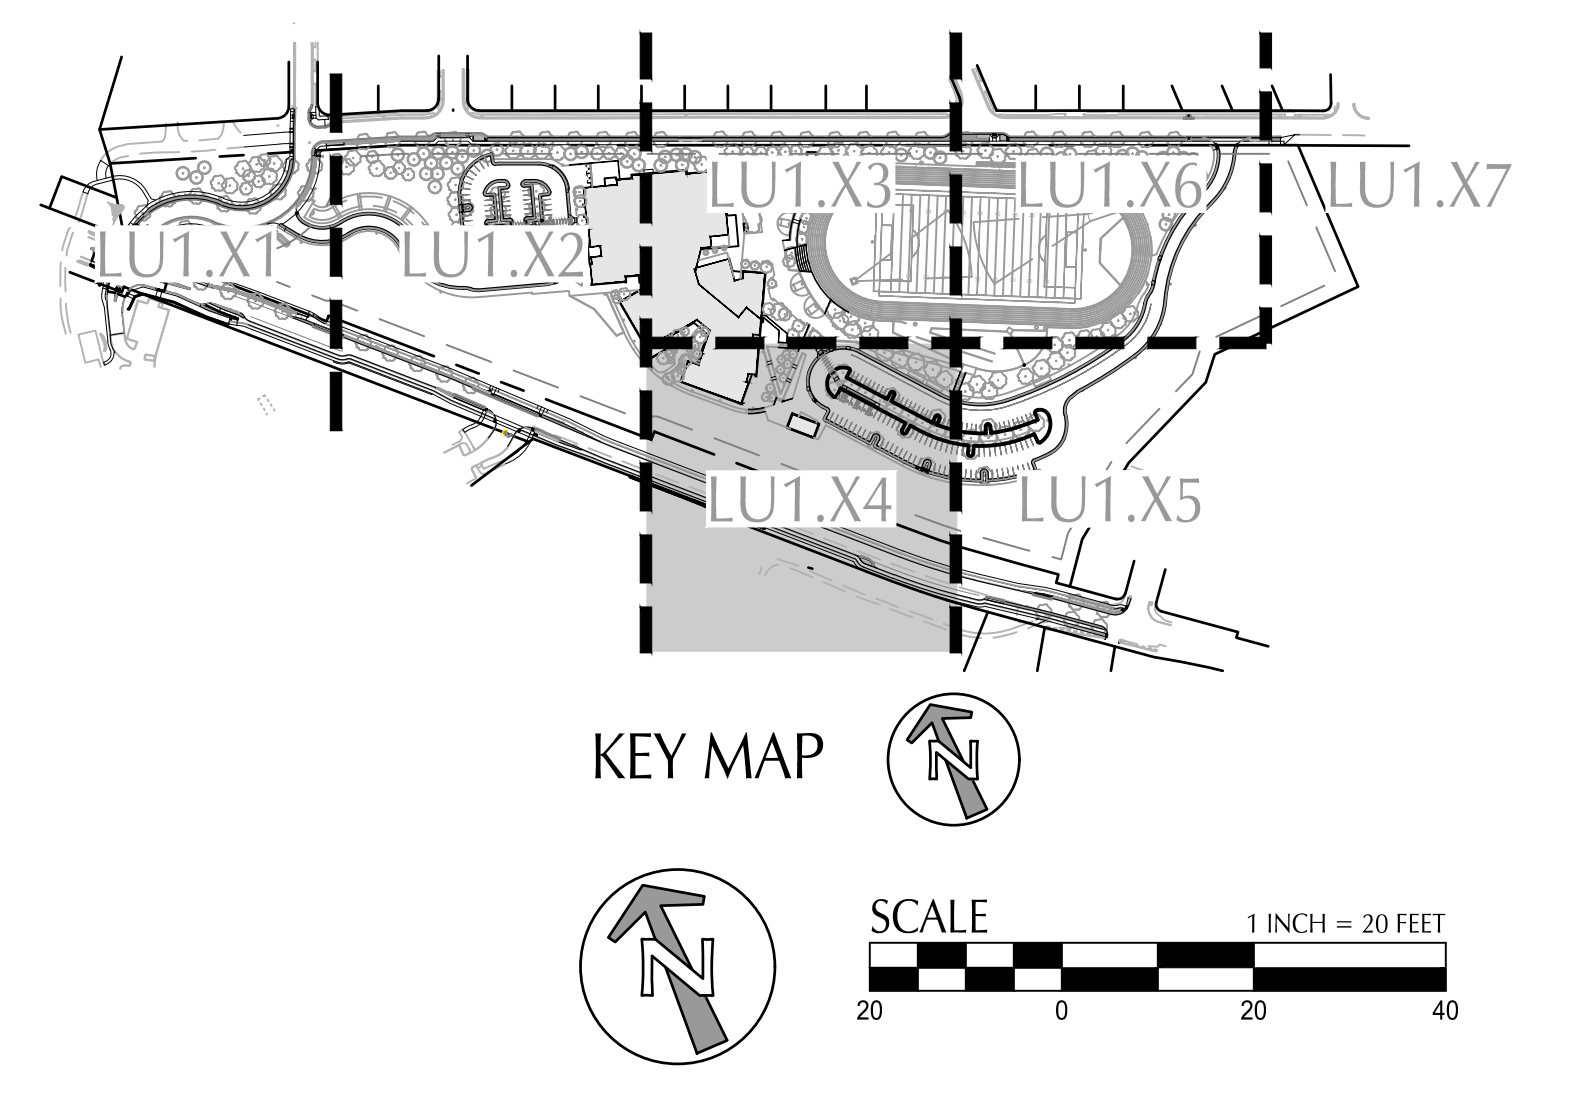 LU1.X3
LU1.X6
LU1.X7
LU1.X1
LU1.X2
LU1.X4
LU1.X5
KEY MAP
N
N
SCALE
1 INCH = 20 FEET
20 0 20 40